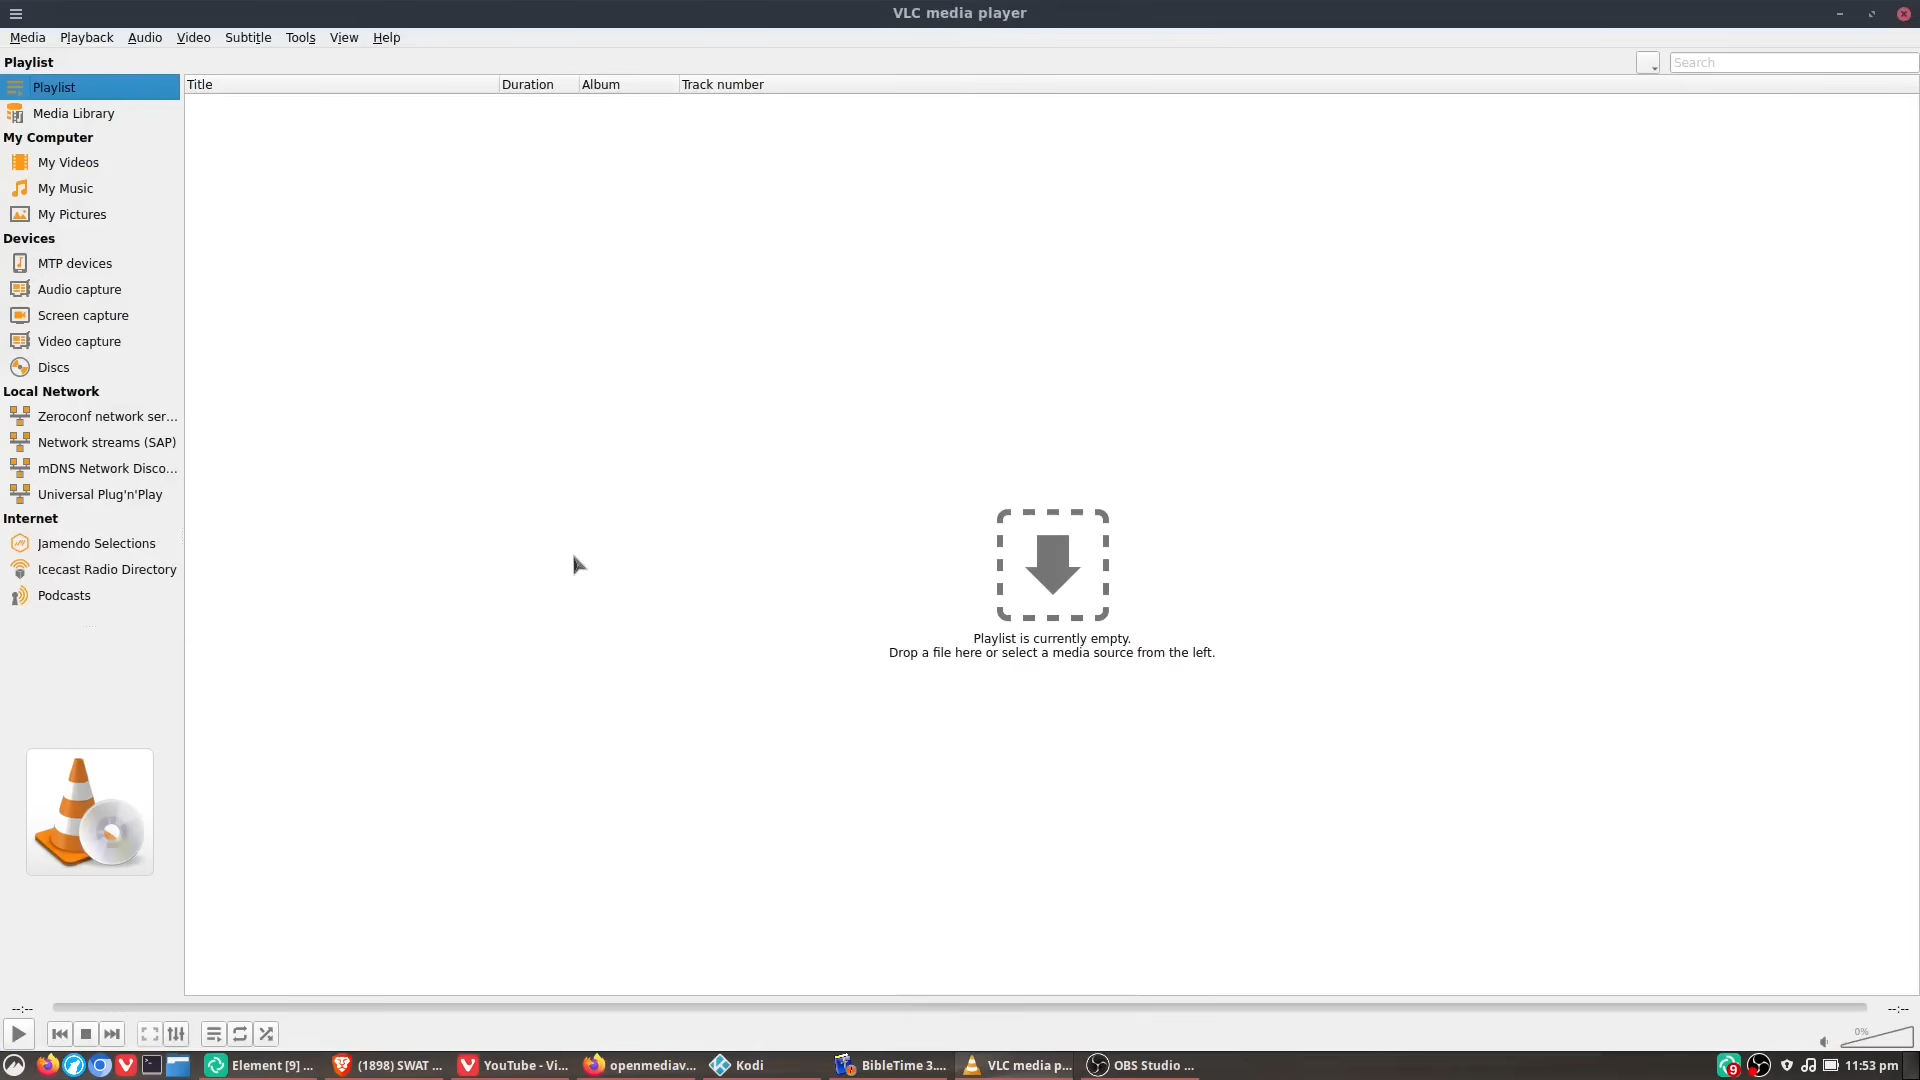 VLC media player
Media Playback Audio Video Subtitle Tools View Help
Playlist
Search
Playlist
Title Duration Album Track number
Media Library
My Computer
My Videos
My Music
My Pictures
Devices
MTP devices
Audio capture
Screen capture
Video capture
Discs
Local Network
Zeroconf network ser...
Network streams (SAP)
mDNS Network Disco...
Universal Plug'n'Play
Internet
Jamendo Selections
Icecast Radio Directory
Podcasts
Playlist is currently empty.
Drop a file here or select a media source from the left.
--:-- --:--
0%
Element [9] ... (1898) SWAT ... YouTube - Vi... openmediav... Kodi BibleTime 3.... VLC media p... OBS Studio ... 9 11:53 pm